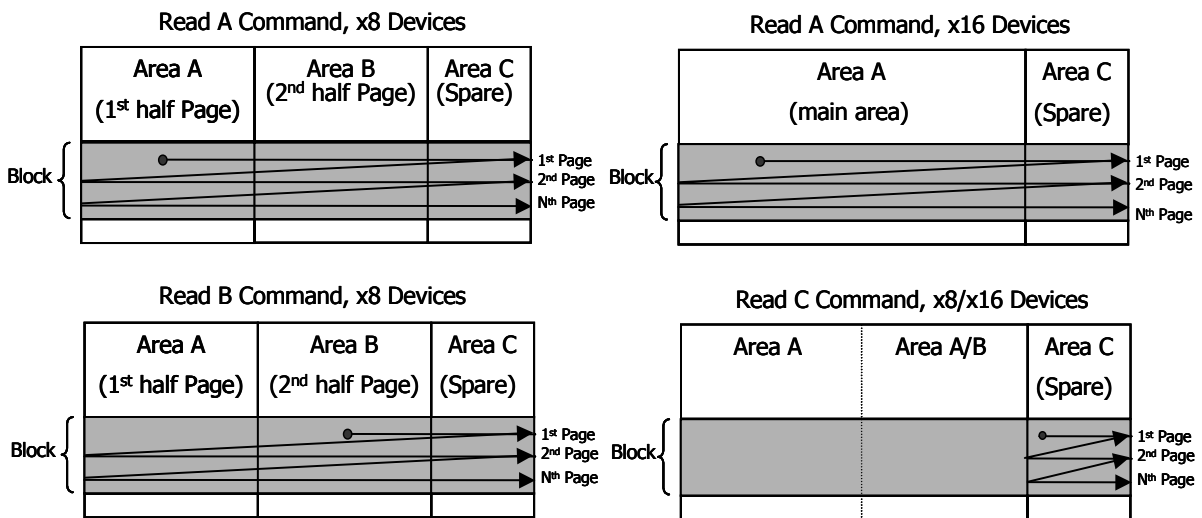 Read A Command, x8 Devices
Area A
(1st half Page)
Area B
(2nd half Page)
Area C
(Spare)
Block
1st Page
2nd Page
Nth Page
Read A Command, x16 Devices
Area A
(main area)
Area C
(Spare)
Block
1st Page
2nd Page
Nth Page
Read B Command, x8 Devices
Area A
(1st half Page)
Area B
(2nd half Page)
Area C
(Spare)
Block
1st Page
2nd Page
Nth Page
Read C Command, x8/x16 Devices
Area A
Area A/B
Area C
(Spare)
Block
1st Page
2nd Page
Nth Page